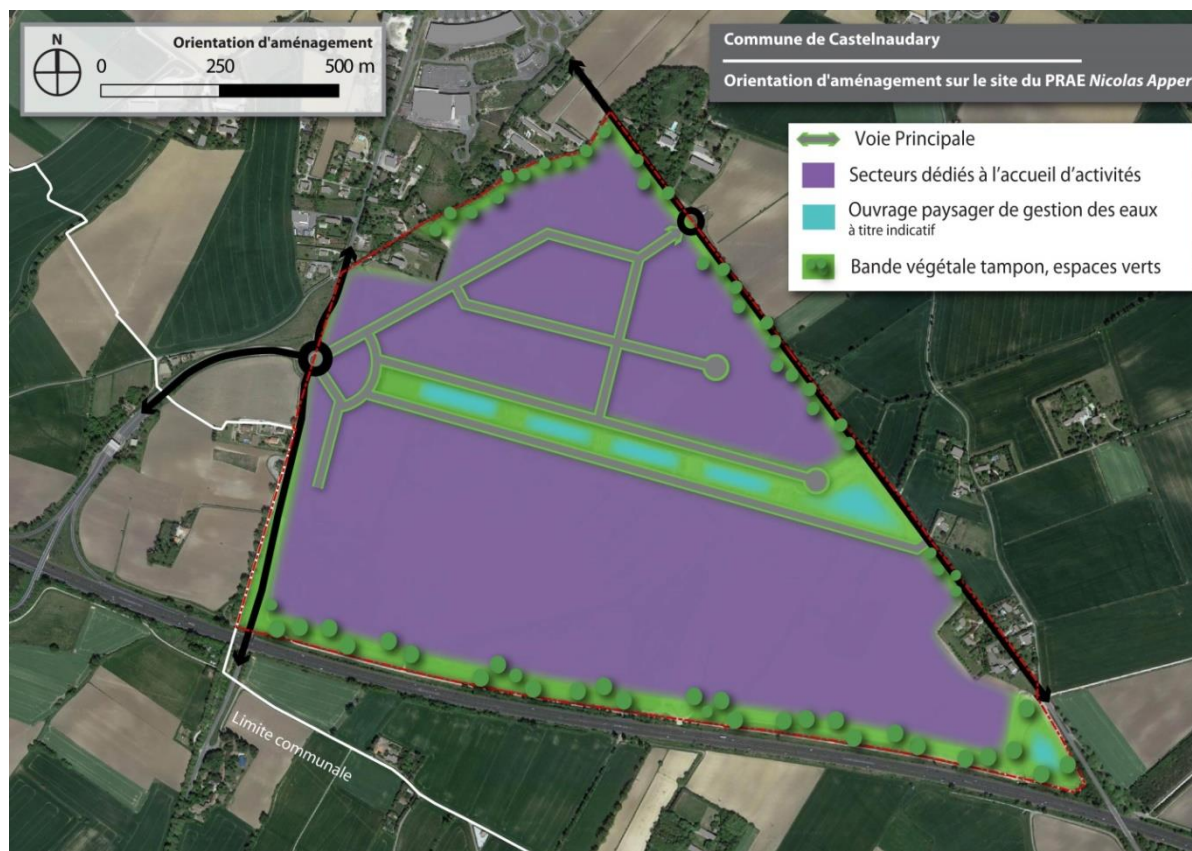 Orientation d'aménagement
N
0 250 500 m
Commune de Castelnaudary
Orientation d'aménagement sur le site du PRAE Nicolas Apper
Voie Principale
Secteurs dédiés à l'accueil d'activités
Ouvrage paysager de gestion des eaux
à titre indicatif
Bande végétale tampon, espaces verts
Limite communale